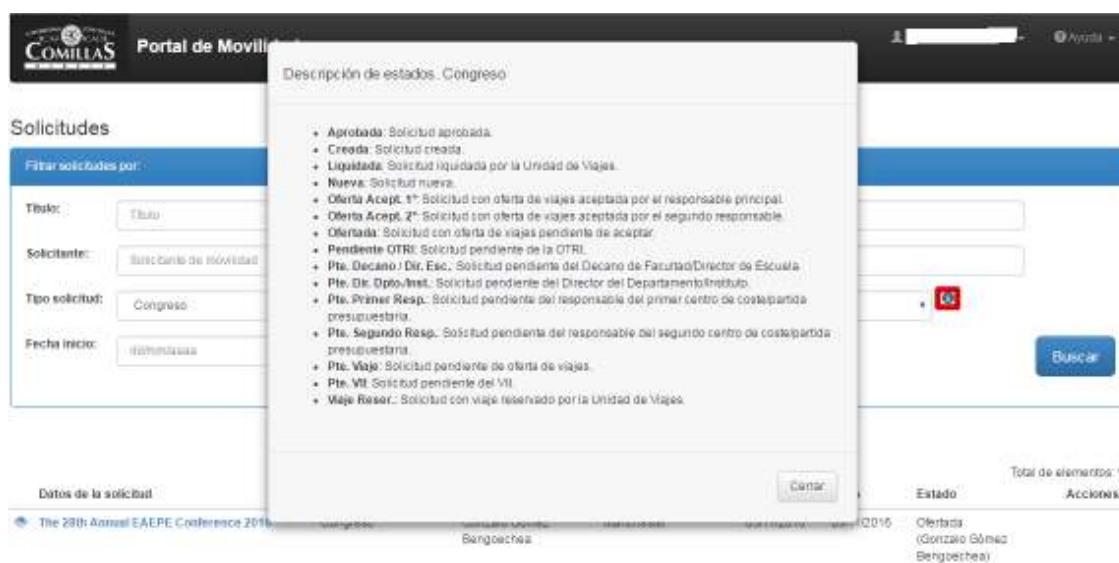 COMILLAS
Portal de Movili
Ayuda
Descripción de estados. Congreso
Solicitudes
Filtrar solicitudes por:
Título:
Título
Solicitante:
Solicitante de movilidad
Tipo solicitud:
Congreso
Fecha inicio:
dd/mm/aaaa
Aprobada: Solicitud aprobada.
Creada: Solicitud creada.
Liquidada: Solicitud liquidada por la Unidad de Viajes.
Nueva: Solicitud nueva.
Oferta Acept. 1º: Solicitud con oferta de viajes aceptada por el responsable principal.
Oferta Acept. 2º: Solicitud con oferta de viajes aceptada por el segundo responsable.
Ofertada: Solicitud con oferta de viajes pendiente de aceptar.
Pendiente OTRI: Solicitud pendiente de la OTRI.
Pte. Decano / Dir. Esc.: Solicitud pendiente del Decano de Facultad/Director de Escuela.
Pte. Dir. Dpto./Inst.: Solicitud pendiente del Director del Departamento/Instituto.
Pte. Primer Resp.: Solicitud pendiente del responsable del primer centro de coste/partida
presupuestaria.
Pte. Segundo Resp.: Solicitud pendiente del responsable del segundo centro de coste/partida
presupuestaria.
Pte. Viaje: Solicitud pendiente de oferta de viajes.
Pte. VII: Solicitud pendiente del VII.
Viaje Reser.: Solicitud con viaje reservado por la Unidad de Viajes.
Buscar
Cerrar
Total de elementos:
Datos de la solicitud
Estado
Acciones
The 28th Annual EAEPE Conference 2016
Congreso
Gonzalo Gómez
Bengoechea
Manchester
Ofertada
(Gonzalo Gómez
Bengoechea)